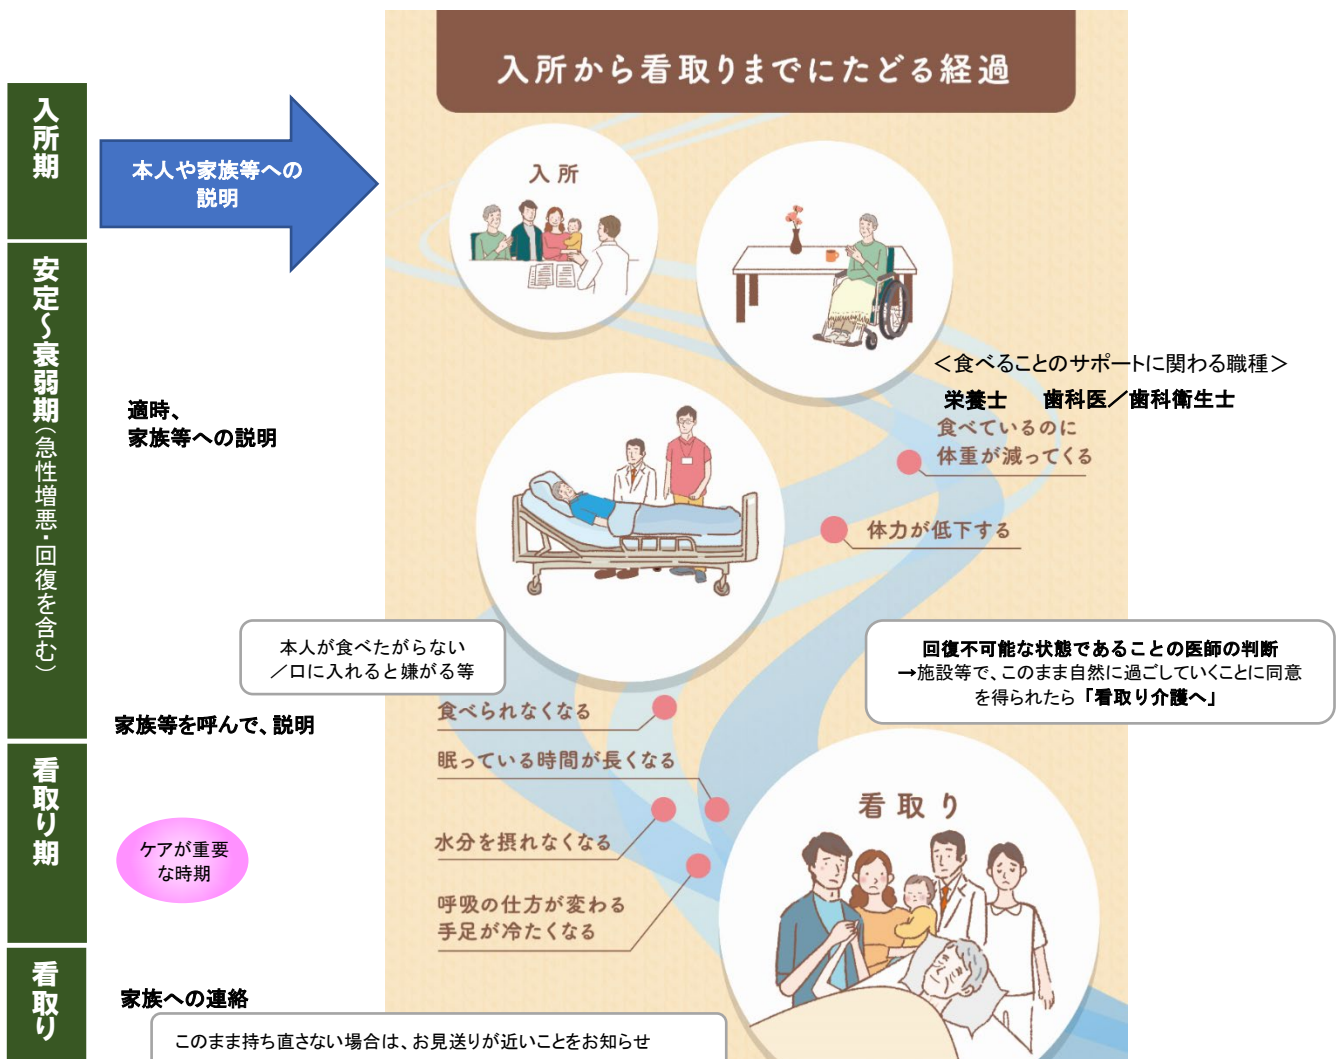 入所から看取りまでにたどる経過
入所期
本人や家族等への
説明
入所
安定～衰弱期(急性増悪・回復を含む)
適時、
家族等への説明
＜食べることのサポートに関わる職種＞
栄養士　歯科医／歯科衛生士
食べているのに
体重が減ってくる
体力が低下する
本人が食べたがらない
／口に入れると嫌がる等
回復不可能な状態であることの医師の判断
→施設等で、このまま自然に過ごしていくことに同意
を得られたら「看取り介護へ」
家族等を呼んで、説明
食べられなくなる
眠っている時間が長くなる
看取り期
ケアが重要
な時期
水分を摂れなくなる
呼吸の仕方が変わる
手足が冷たくなる
看取り
看取り
家族への連絡
このまま持ち直さない場合は、お見送りが近いことをお知らせ